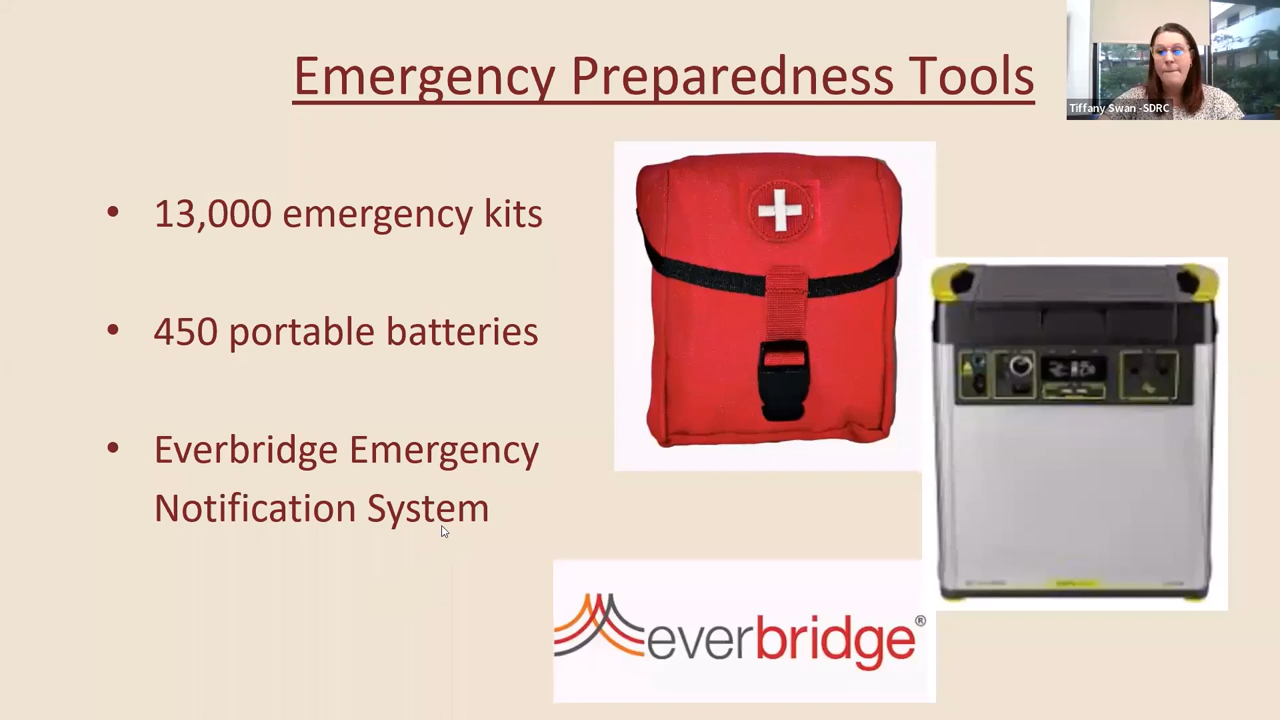 Emergency Preparedness Tools
Tiffany Swan -SDRC
• 13,000 emergency kits
• 450 portable batteries
• Everbridge Emergency
Notification System
everbridge®